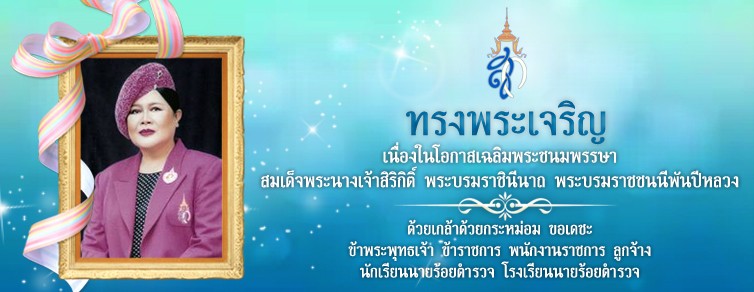 ทรงพระเจริญ
เนื่องในโอกาสเฉลิมพระชนมพรรษา
สมเด็จพระนางเจ้าสิริกิติ์ พระบรมราชินีนาถ พระบรมราชชนนีพันปีหลวง
ด้วยเกล้าด้วยกระหม่อม ขอเดชะ
ข้าพระพุทธเจ้า ข้าราชการ พนักงานราชการ ลูกจ้าง
นักเรียนนายร้อยตำรวจ โรงเรียนนายร้อยตำรวจ